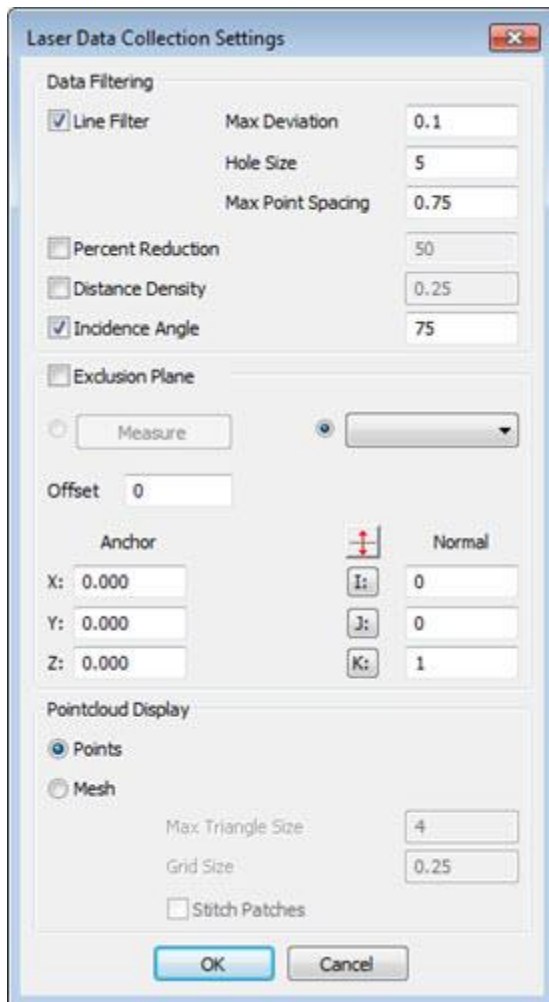 Laser Data Collection Settings
Data Filtering
Line Filter Max Deviation 0.1
Hole Size 5
Max Point Spacing 0.75
Percent Reduction 50
Distance Density 0.25
Incidence Angle 75
Exclusion Plane
Measure
Offset 0
Anchor Normal
X: 0.000 I: 0
Y: 0.000 J: 0
Z: 0.000 K: 1
Pointcloud Display
Points
Mesh
Max Triangle Size 4
Grid Size 0.25
Stitch Patches
OK Cancel